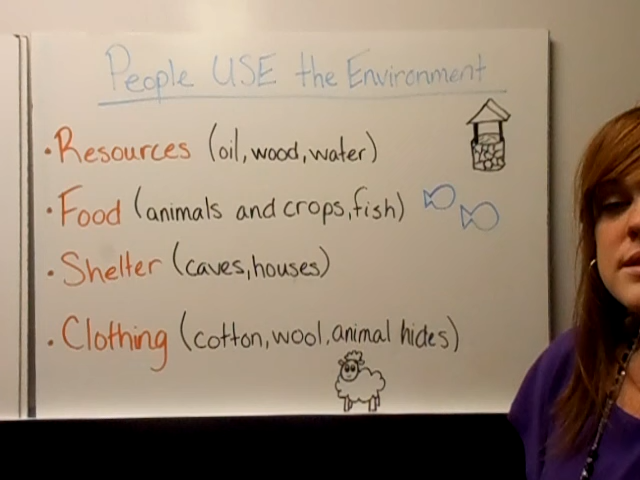 People USE the Environment
• Resources (oil, wood, water)
• Food (animals and crops, fish)
• Shelter (caves, houses)
• Clothing (cotton, wool, animal hides)